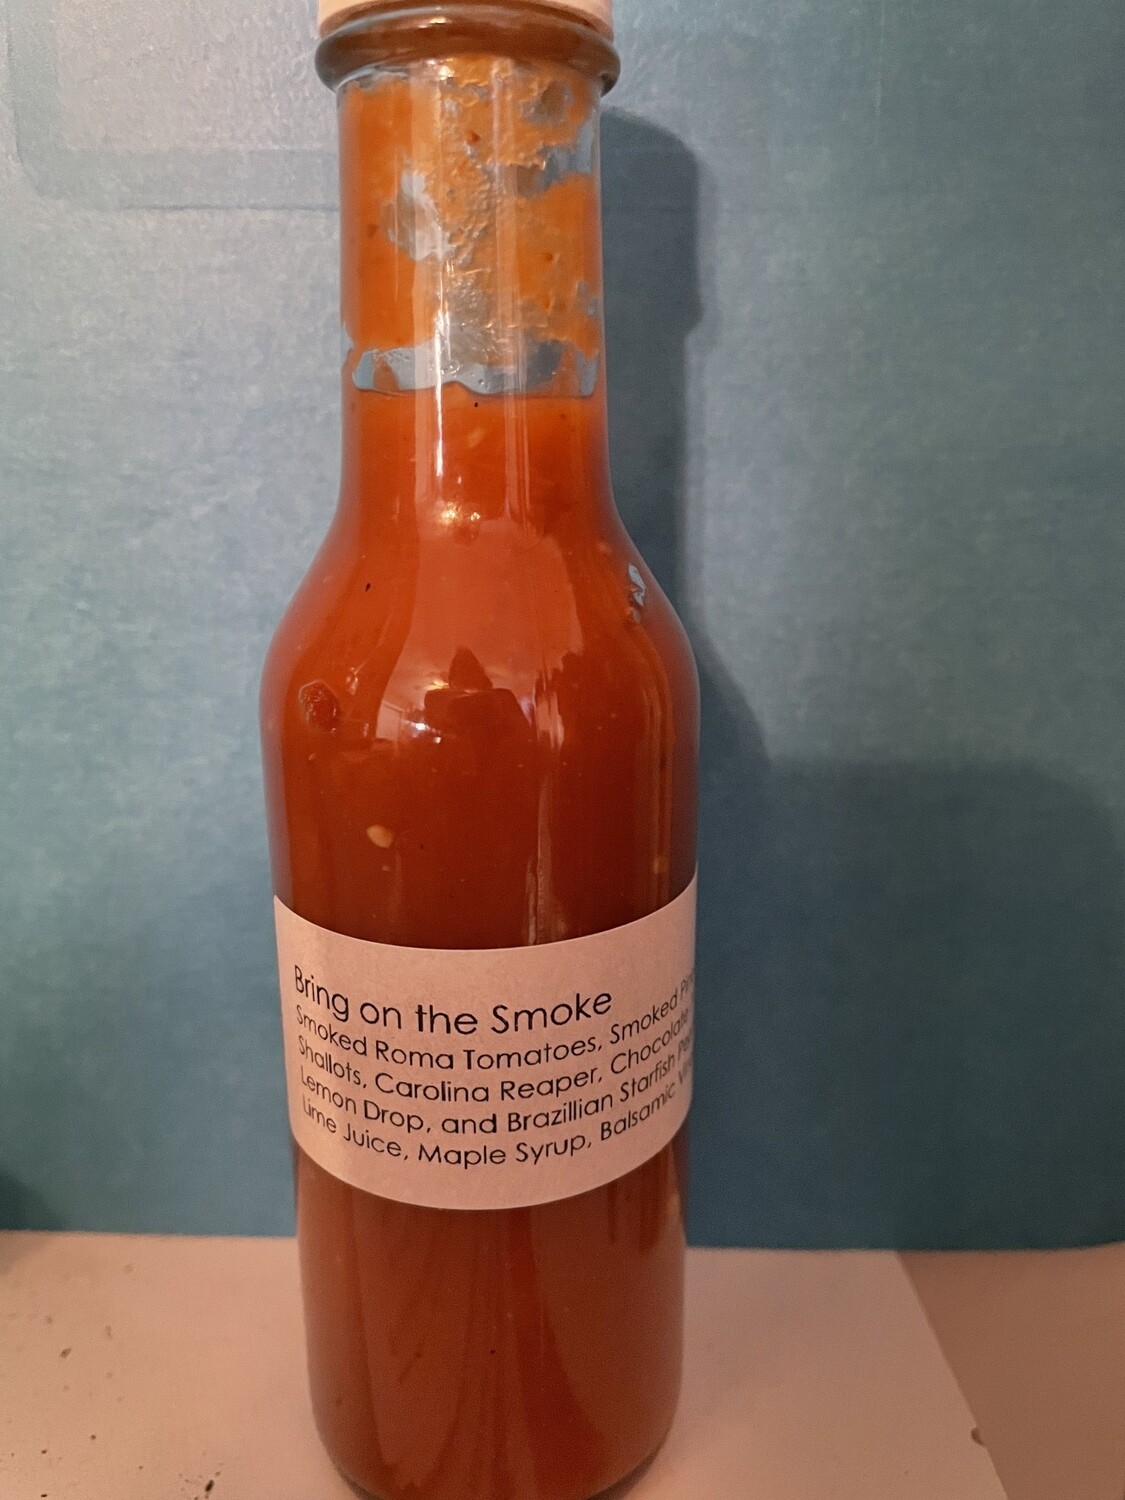 Bring on the Smoke
Smoked Roma Tomatoes, Smoked
Shallots, Carolina Reaper, Chocolate
Lemon Drop, and Brazillian Starfish
Lime Juice, Maple Syrup, Balsamic